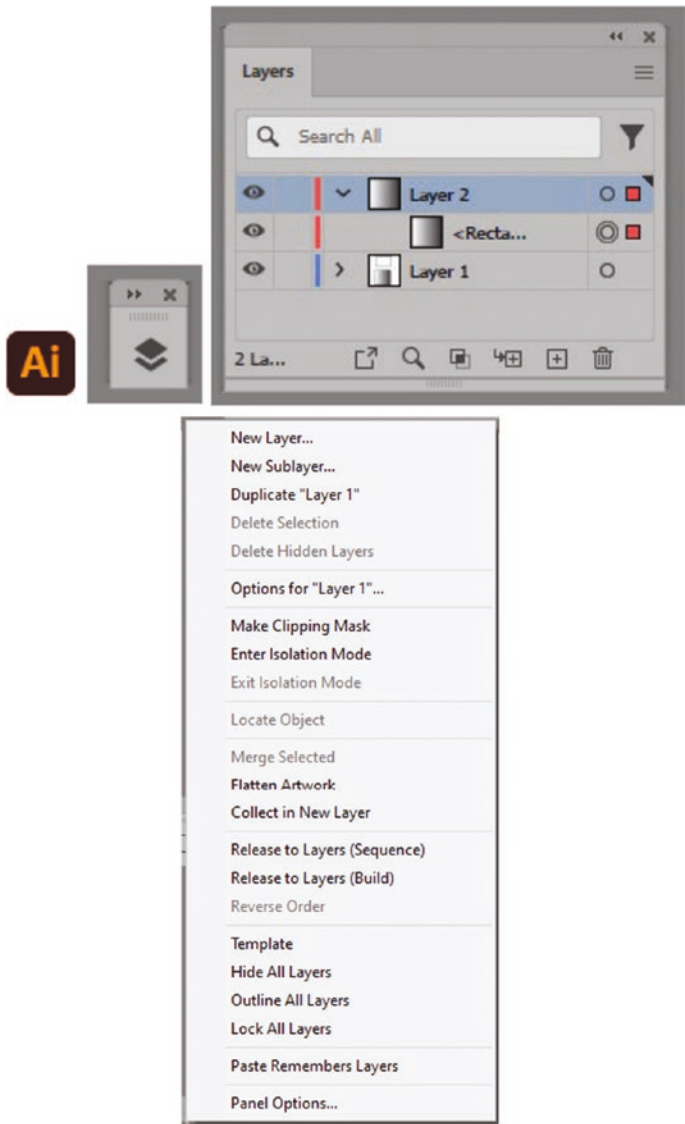 Layers
Search All
Layer 2
<Recta...
Layer 1
2 La...
Ai
New Layer...
New Sublayer...
Duplicate "Layer 1"
Delete Selection
Delete Hidden Layers
Options for "Layer 1"...
Make Clipping Mask
Enter Isolation Mode
Exit Isolation Mode
Locate Object
Merge Selected
Flatten Artwork
Collect in New Layer
Release to Layers (Sequence)
Release to Layers (Build)
Reverse Order
Template
Hide All Layers
Outline All Layers
Lock All Layers
Paste Remembers Layers
Panel Options...